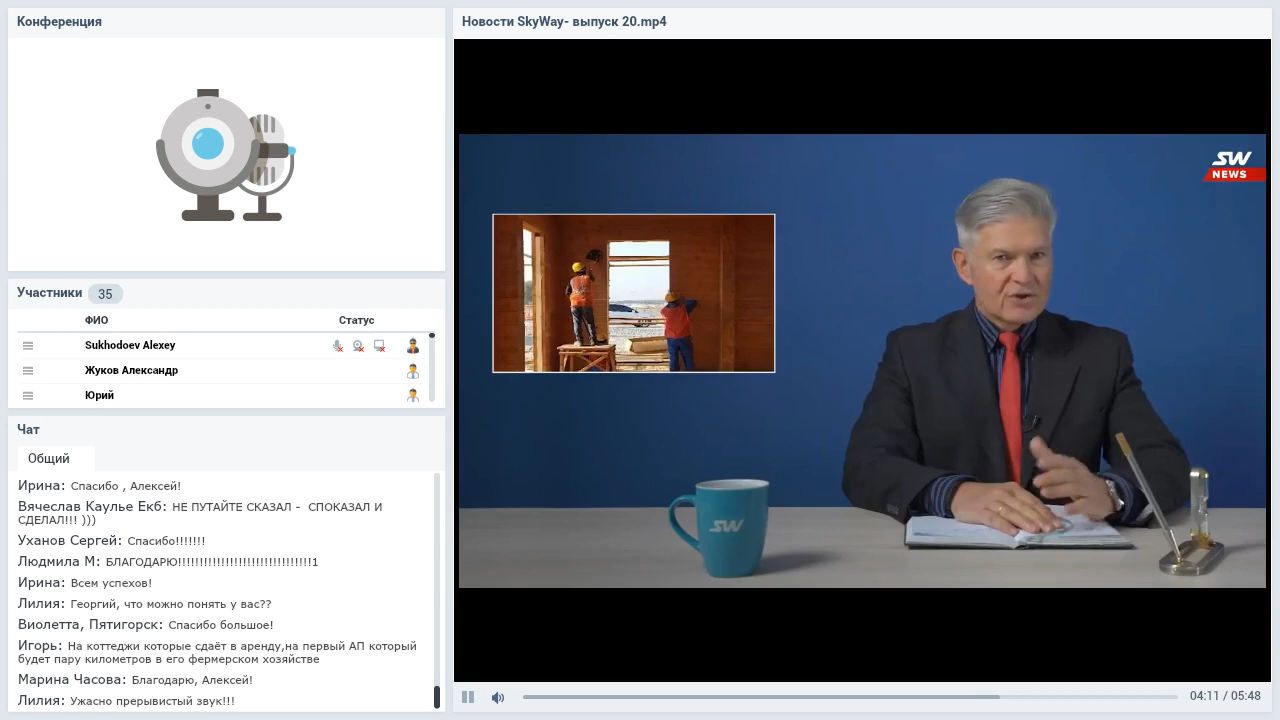 Конференция
Новости SkyWay- выпуск 20.mp4
SW
NEWS
SW
Участники 35
ФИО Статус
Sukhodoev Alexey
Жуков Александр
Юрий
Чат
Общий
Ирина: Спасибо , Алексей!
Вячеслав Каулье Екб: НЕ ПУТАЙТЕ СКАЗАЛ - СПОКАЗАЛ И
СДЕЛАЛ!!! )))
Уханов Сергей: Спасибо!!!!!!!
Людмила М: БЛАГОДАРЮ!!!!!!!!!!!!!!!!!!!!!!!!!!!!!!!1
Ирина: Всем успехов!
Лилия: Георгий, что можно понять у вас??
Виолетта, Пятигорск: Спасибо большое!
Игорь: На коттеджи которые сдаёт в аренду,на первый АП который
будет пару километров в его фермерском хозяйстве
Марина Часова: Благодарю, Алексей!
Лилия: Ужасно прерывистый звук!!!
04:11 / 05:48